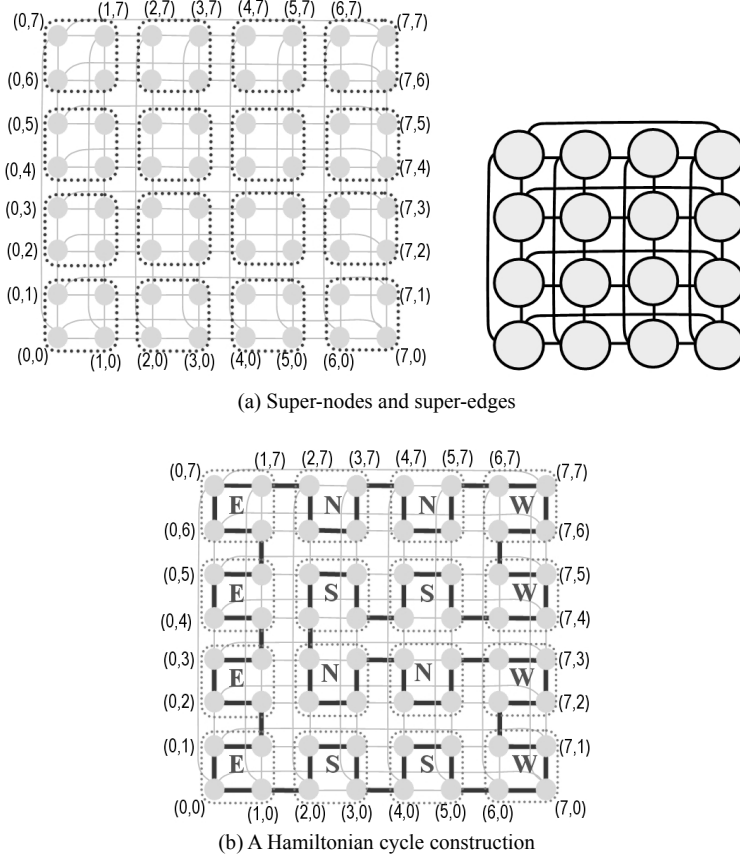 (0,7) (1,7) (2,7) (3,7) (4,7) (5,7) (6,7) (7,7)
(0,6) (7,6)
(0,5) (7,5)
(0,4) (7,4)
(0,3) (7,3)
(0,2) (7,2)
(0,1) (7,1)
(0,0) (1,0) (2,0) (3,0) (4,0) (5,0) (6,0) (7,0)
(a) Super-nodes and super-edges
(0,7) (1,7) (2,7) (3,7) (4,7) (5,7) (6,7) (7,7)
E N N W
(0,6) (7,6)
(0,5) (7,5)
E S S W
(0,4) (7,4)
(0,3) (7,3)
E N N W
(0,2) (7,2)
(0,1) (7,1)
E S S W
(0,0) (1,0) (2,0) (3,0) (4,0) (5,0) (6,0) (7,0)
(b) A Hamiltonian cycle construction